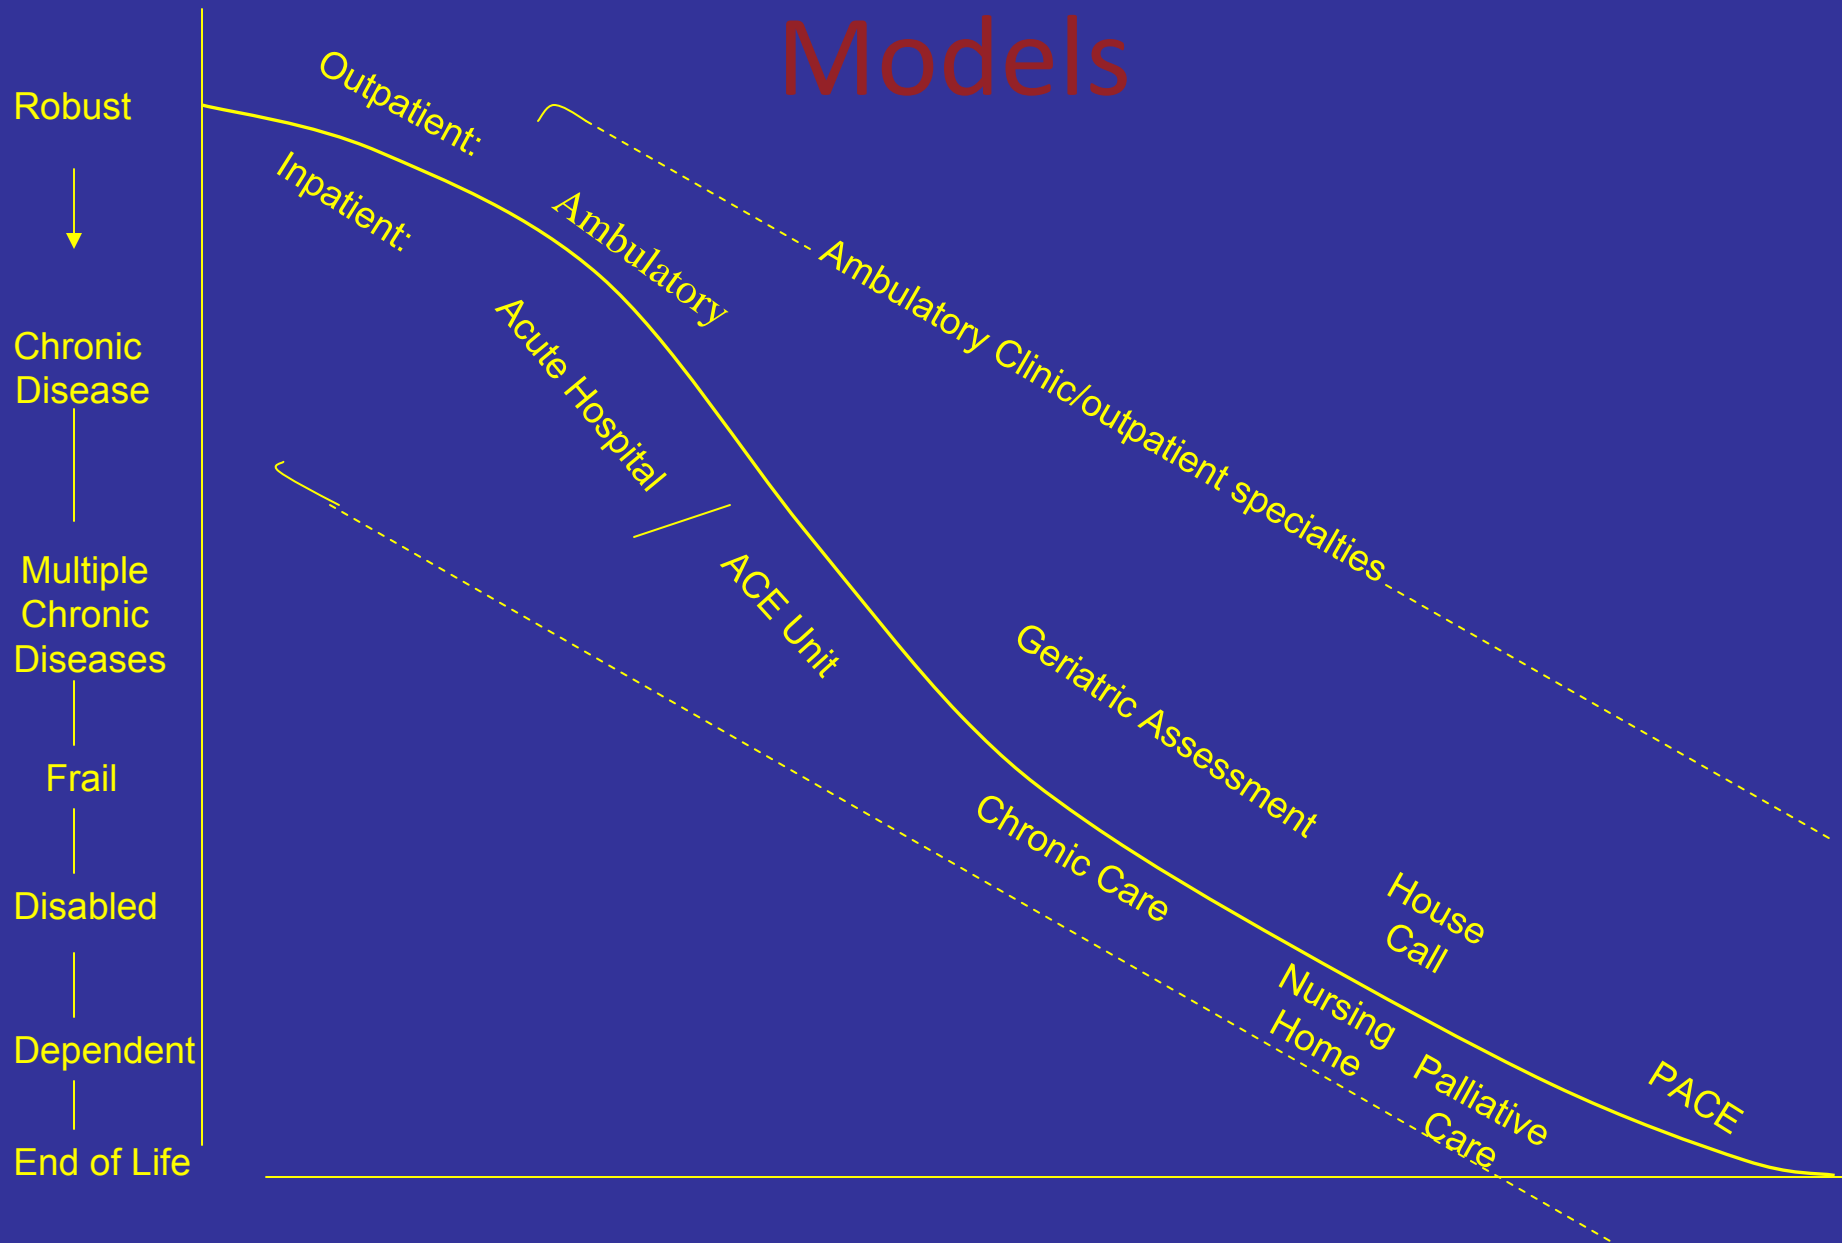 Models
Robust
Chronic
Disease
Multiple
Chronic
Diseases
Frail
Disabled
Dependent
End of Life
Outpatient:
Ambulatory
Ambulatory Clinic/outpatient specialties
Geriatric Assessment
House
Call
PACE
Inpatient:
Acute Hospital
ACE Unit
Chronic Care
Nursing
Home
Palliative
Care